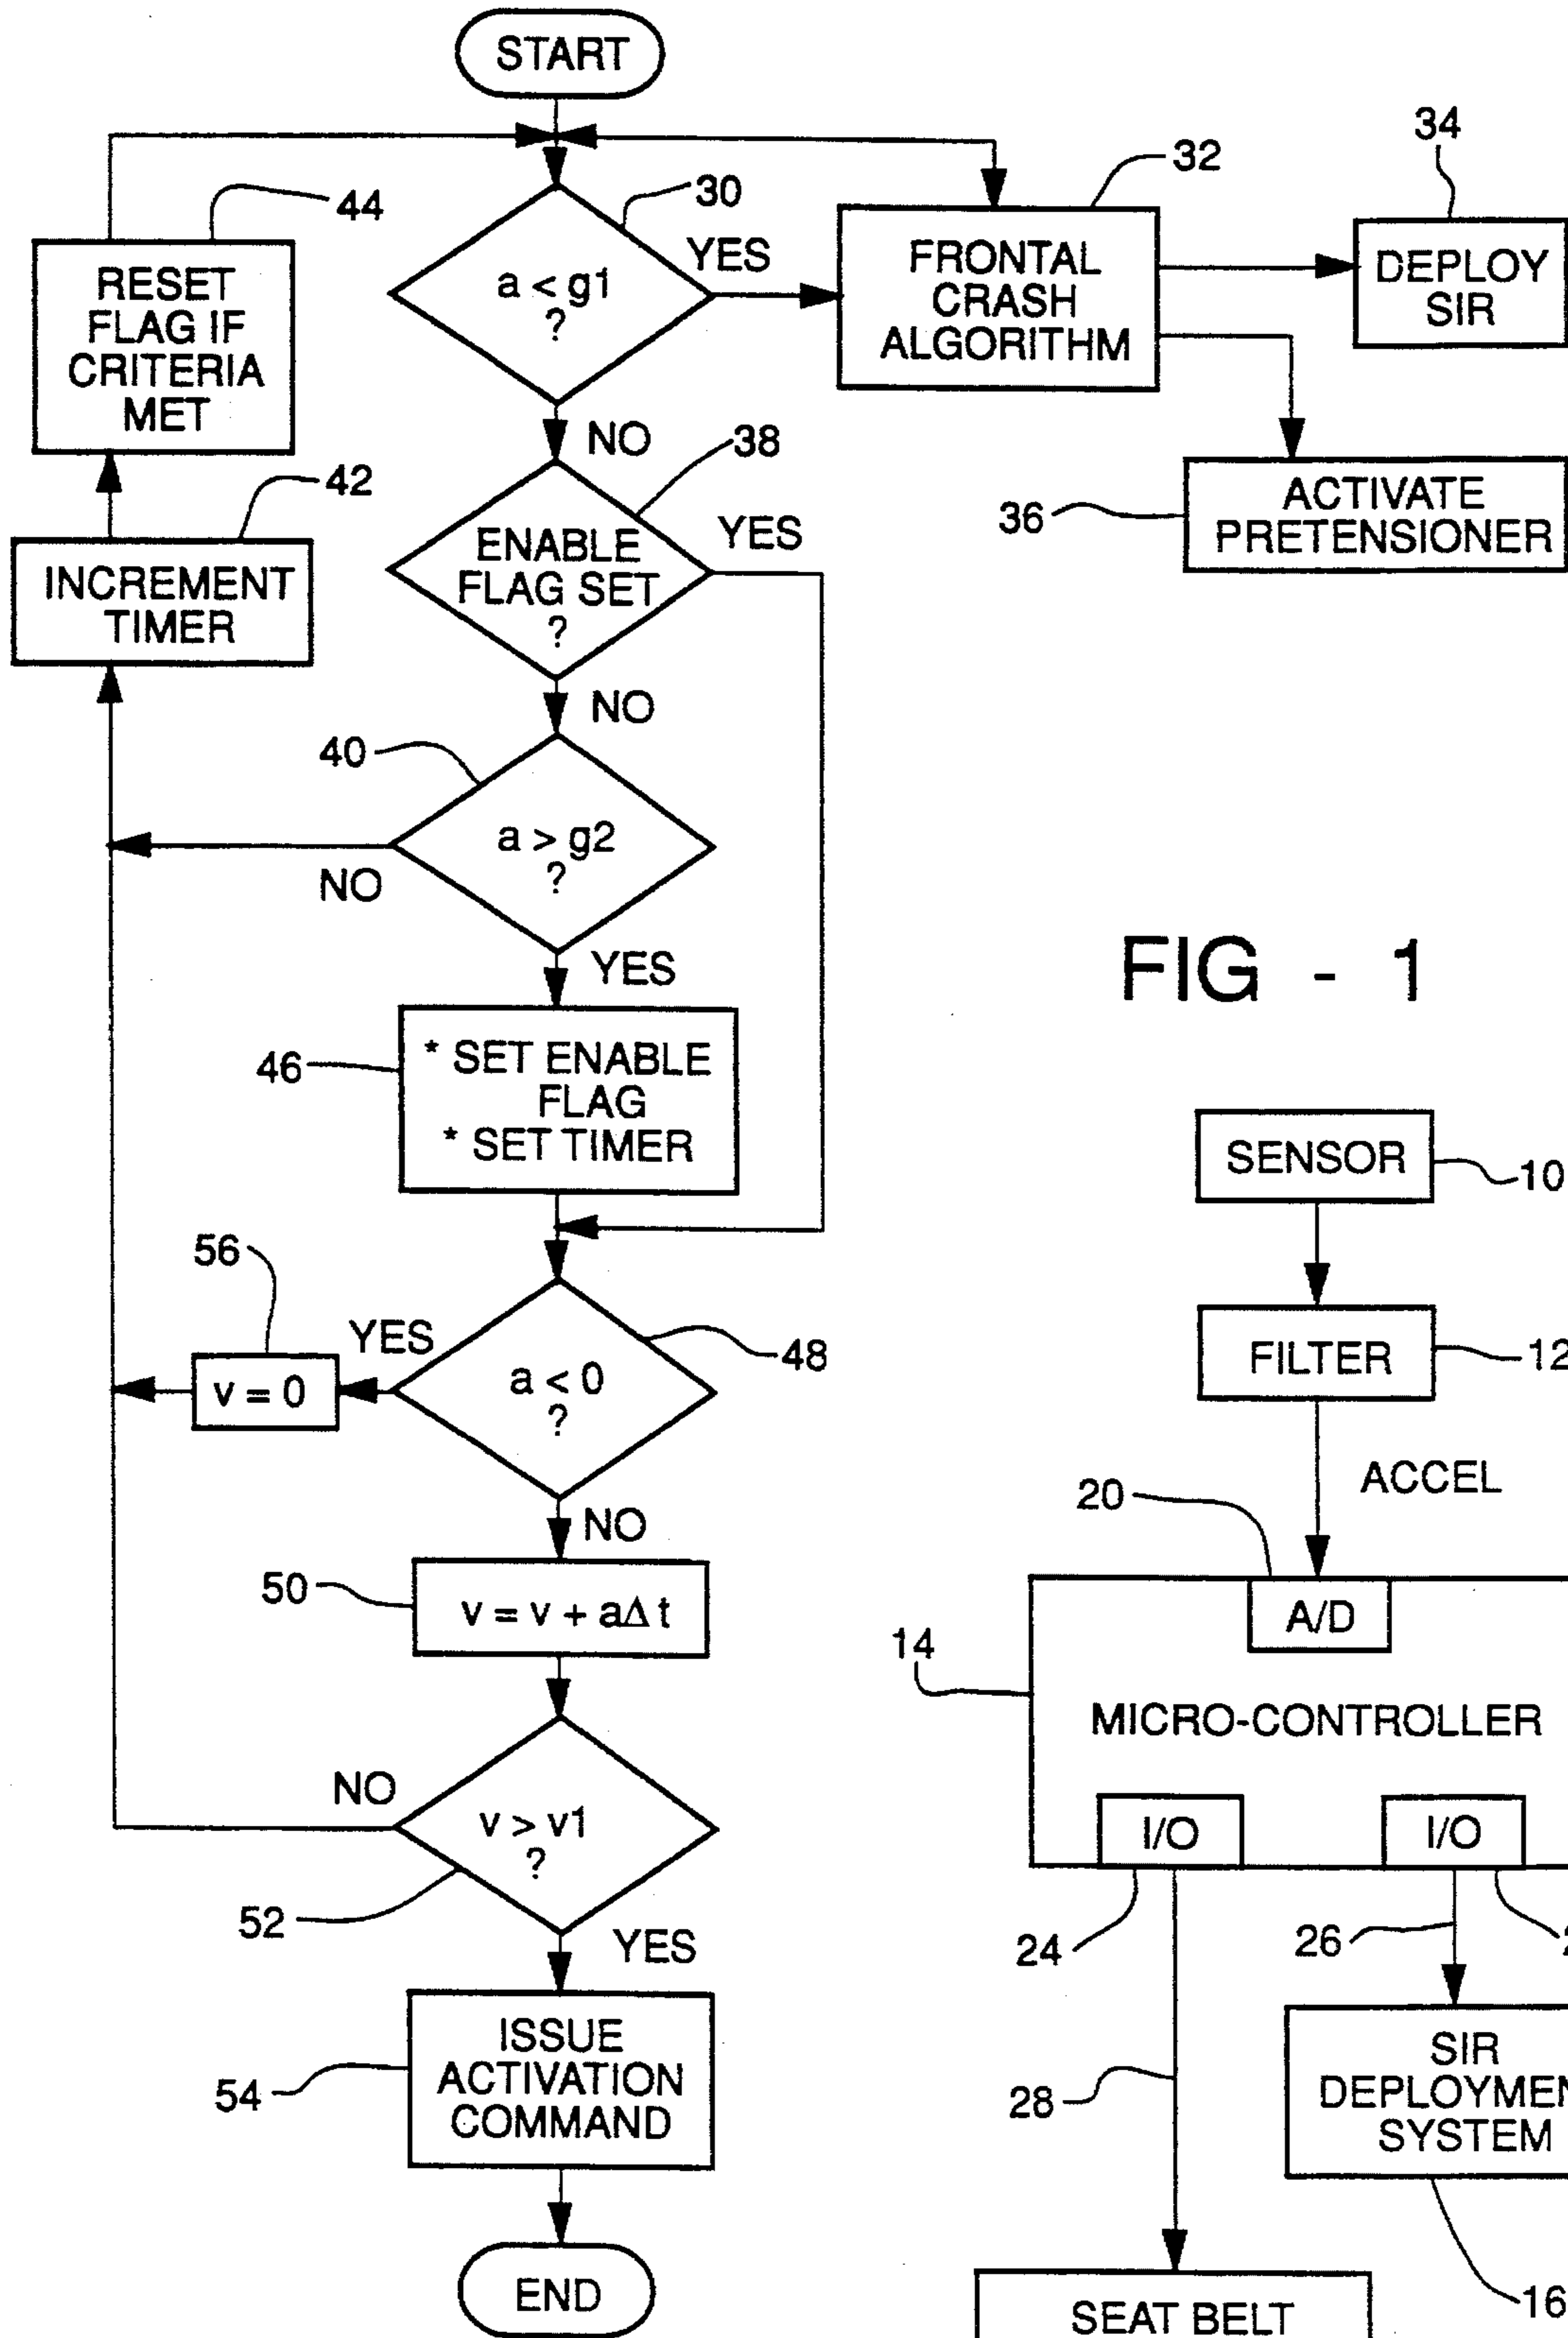 START
30
32
34
44
RESET
FLAG IF
CRITERIA
MET
a < g1
?
YES
FRONTAL
CRASH
ALGORITHM
DEPLOY
SIR
NO
38
42
INCREMENT
TIMER
ENABLE
FLAG SET
?
YES
36
ACTIVATE
PRETENSIONER
NO
40
a > g2
?
NO
YES
FIG - 1
46
* SET ENABLE
FLAG
* SET TIMER
SENSOR
10
56
YES
v = 0
a < 0
?
48
FILTER
12
ACCEL
20
NO
50
v = v + aΔ t
A/D
14
MICRO-CONTROLLER
NO
v > v1
?
I/O
I/O
52
YES
24
26
ISSUE
ACTIVATION
COMMAND
54
28
SIR
SYSTEM
END
SEAT BELT
16